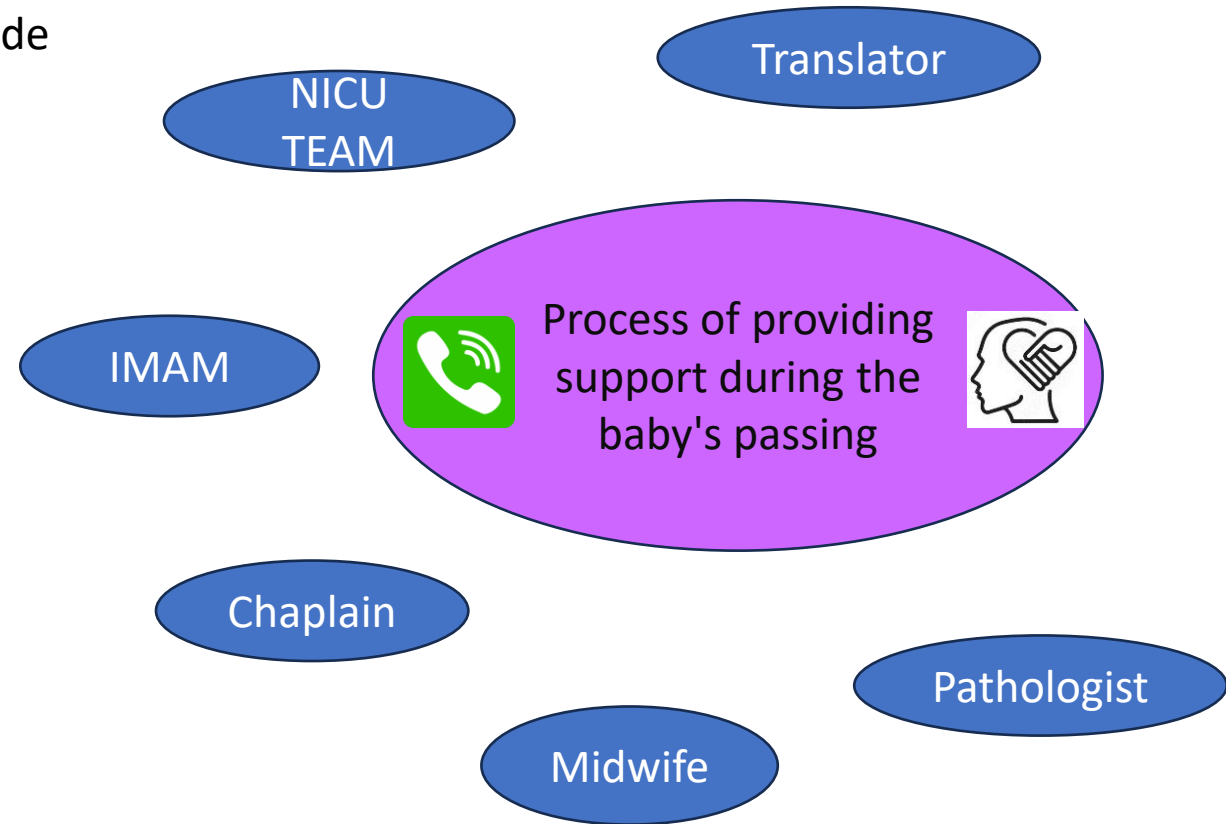 de
Translator
NICU
TEAM
Process of providing
support during the
baby's passing
IMAM
Chaplain
Pathologist
Midwife